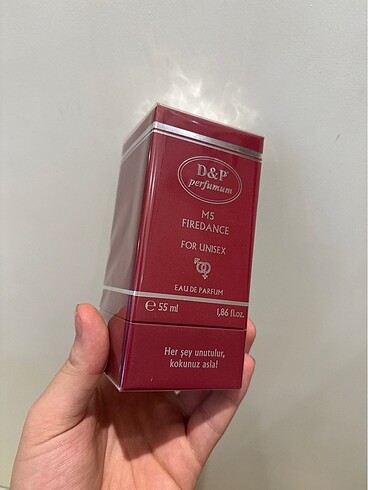 D&P
perfumum
M5
FIREDANCE
FOR UNISEX
EAU DE PARFUM
℮ 55 ml 1,86 fl.oz.
Her şey unutulur,
kokunuz asla!